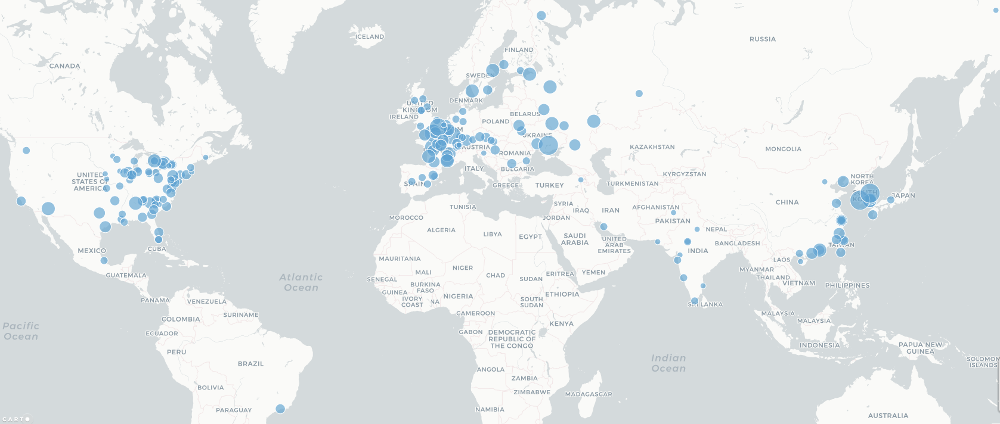 ICELAND
RUSSIA
FINLAND
CANADA
SWEDEN
DENMARK
UNITED
KINGDOM
IRELAND
BELARUS
POLAND
UKRAINE
AUSTRIA
KAZAKHSTAN
MONGOLIA
ROMANIA
ITALY
BULGARIA
KYRGYZSTAN
UNITED
STATES OF
AMERICA
SPAIN
GREECE
TURKEY
TURKMENISTAN
NORTH
KOREA
SOUTH
KOREA
JAPAN
CHINA
TUNISIA
SYRIA
IRAQ
IRAN
AFGHANISTAN
MOROCCO
JORDAN
PAKISTAN
ALGERIA
LIBYA
EGYPT
SAUDI
ARABIA
NEPAL
UNITED
ARAB
EMIRATES
BANGLADESH
TAIWAN
MEXICO
CUBA
INDIA
MAURITANIA
LAOS
NIGER
MALI
CHAD
MYANMAR
GUATEMALA
Atlantic
Ocean
SENEGAL
SUDAN
ERITREA
YEMEN
THAILAND
VIETNAM
PHILIPPINES
BURKINA
FASO
GUINEA
IVORY
COAST
NA
NIGERIA
ETHIOPIA
SOUTH
SUDAN
PANAMA
VENEZUELA
SRI LANKA
SURINAME
CAMEROON
MALAYSIA
COLOMBIA
MALAYSIA
KENYA
Pacific
Ocean
ECUADOR
GABON
DEMOCRATIC
REPUBLIC OF
THE CONGO
INDONESIA
PAPUA NEW
GUINEA
PERU
BRAZIL
Indian
Ocean
SOLOMON
ISLANDS
ANGOLA
ZAMBIA
BOLIVIA
ZIMBABWE
MADAGASCAR
PARAGUAY
NAMIBIA
AUSTRALIA
CARTO